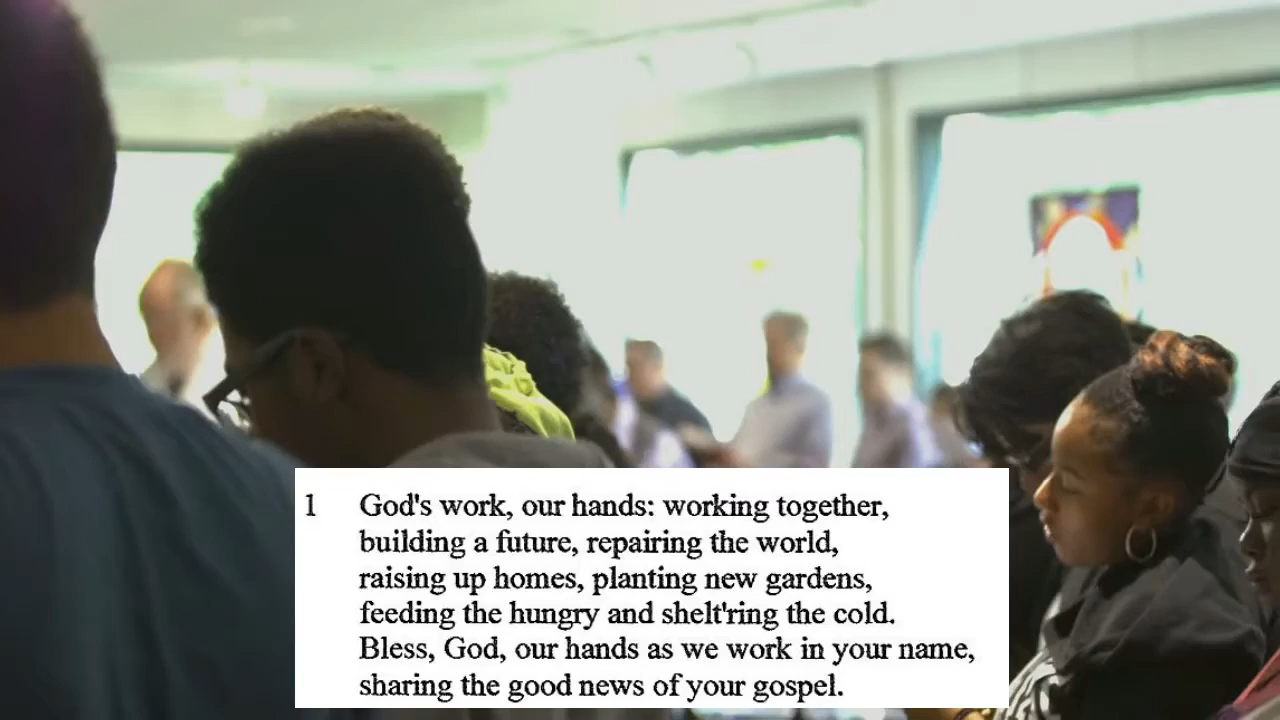 1 God's work, our hands: working together,
building a future, repairing the world,
raising up homes, planting new gardens,
feeding the hungry and shelt'ring the cold.
Bless, God, our hands as we work in your name,
sharing the good news of your gospel.